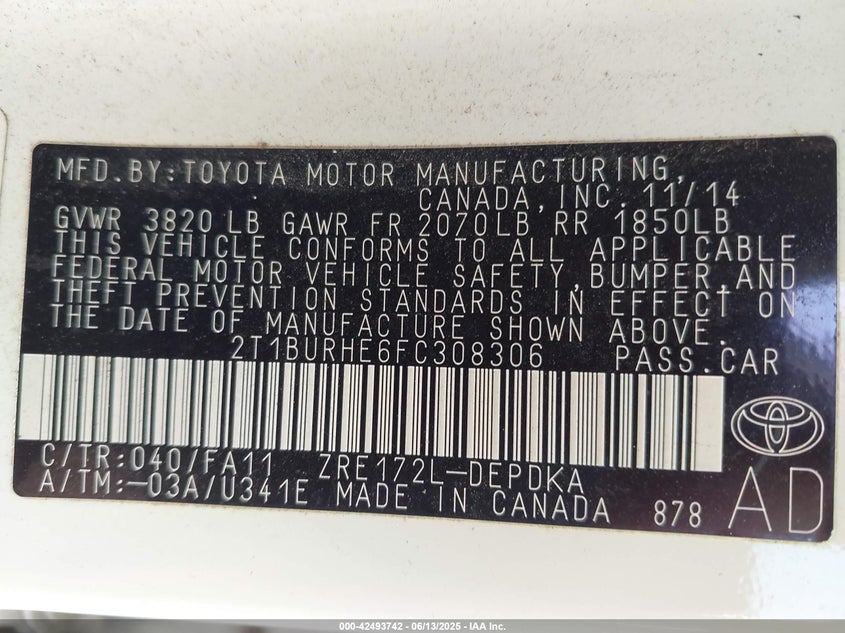 MFD.BY:TOYOTA MOTOR MANUFACTURING,
CANADA,INC. 11/14
GVWR 3820 LB GAWR FR 2070LB RR 1850LB
THIS VEHICLE CONFORMS TO ALL APPLICABLE
FEDERAL MOTOR VEHICLE SAFETY,BUMPER,AND
THEFT PREVENTION STANDARDS IN EFFECT ON
THE DATE OF MANUFACTURE SHOWN ABOVE.
2T1BURHE6FC308306 PASS.CAR
C/TR:040/FA11 ZRE172L-DEPDKA
A/TM:-03A/U341E MADE IN CANADA 878 AD
000-42493742 - 06/13/2025 - IAA Inc.